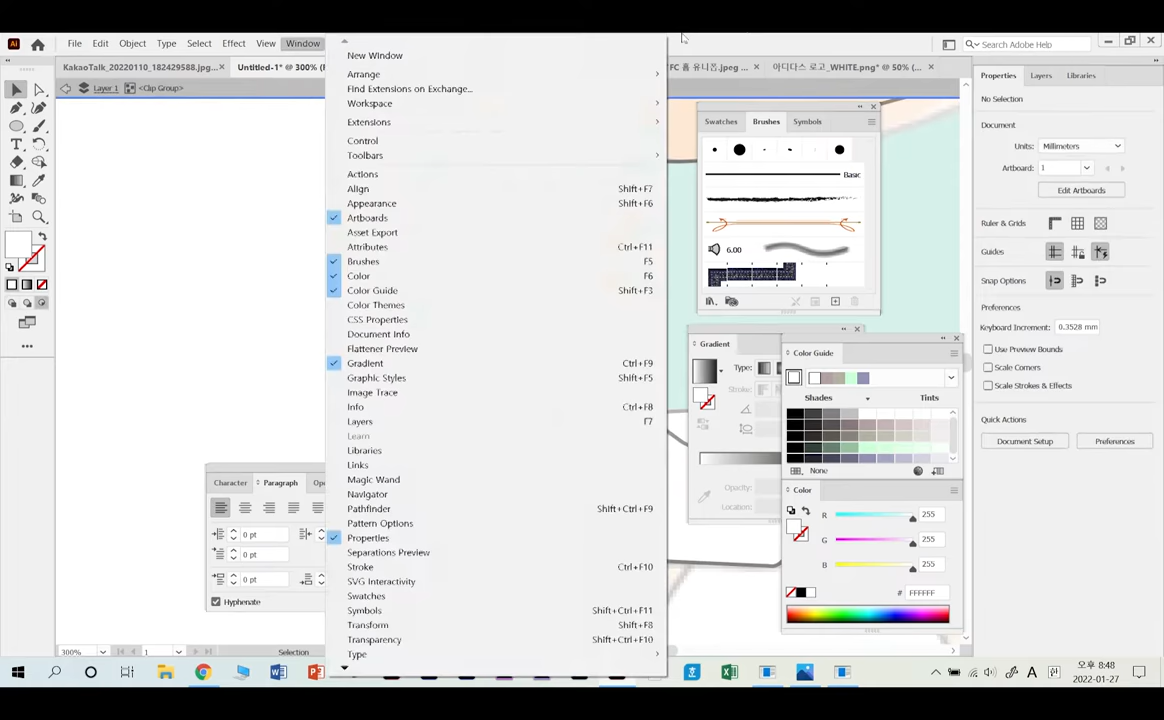 File Edit Object Type Select Effect View Window
Search Adobe Help
KakaoTalk_20220110_182429588.jpg... ×
Untitled-1* @ 300%
FC 홈 유니폼.jpeg ... ×
아디다스 로고_WHITE.png* @ 50% (... ×
Layer 1
<Clip Group>
New Window
Arrange
Find Extensions on Exchange...
Workspace
Extensions
Control
Toolbars
Actions
Align Shift+F7
Appearance Shift+F6
Artboards
Asset Export
Attributes Ctrl+F11
Brushes F5
Color F6
Color Guide Shift+F3
Color Themes
CSS Properties
Document Info
Flattener Preview
Gradient Ctrl+F9
Graphic Styles Shift+F5
Image Trace
Info Ctrl+F8
Layers F7
Learn
Libraries
Links
Magic Wand
Navigator
Pathfinder Shift+Ctrl+F9
Pattern Options
Properties
Separations Preview
Stroke Ctrl+F10
SVG Interactivity
Swatches
Symbols Shift+Ctrl+F11
Transform Shift+F8
Transparency Shift+Ctrl+F10
Type
Character Paragraph
0 pt
0 pt
0 pt
Hyphenate
300% 1 Selection
Swatches Brushes Symbols
Basic
6.00
Gradient
Type:
Stroke:
Opacity:
Location:
Color Guide
Shades Tints
None
Color
R 255
G 255
B 255
# FFFFFF
Properties Layers Libraries
No Selection
Document
Units: Millimeters
Artboard: 1
Edit Artboards
Ruler & Grids
Guides
Snap Options
Preferences
Keyboard Increment: 0.3528 mm
Use Preview Bounds
Scale Corners
Scale Strokes & Effects
Quick Actions
Document Setup Preferences
A 한 오후 8:48
2022-01-27